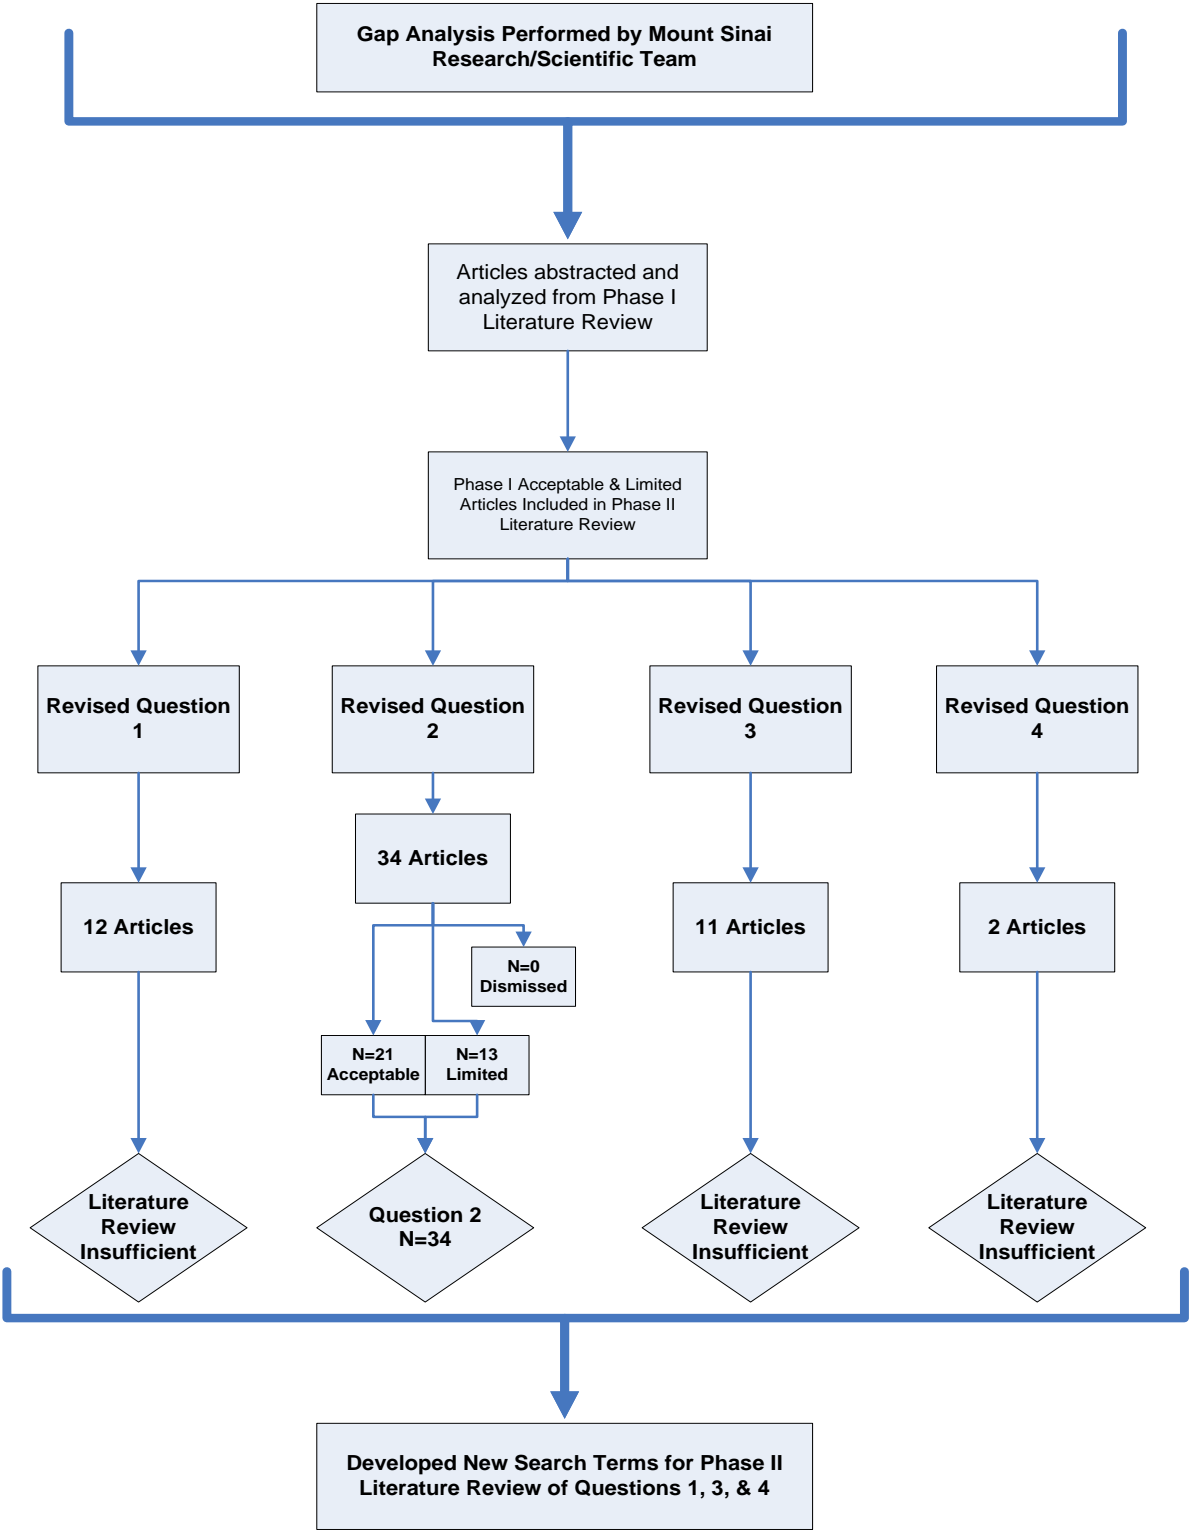 Gap Analysis Performed by Mount Sinai
Research/Scientific Team
Articles abstracted and
analyzed from Phase I
Literature Review
Phase I Acceptable & Limited
Articles Included in Phase II
Literature Review
Revised Question
1
Revised Question
2
Revised Question
3
Revised Question
4
34 Articles
12 Articles
11 Articles
2 Articles
N=0
Dismissed
N=21
Acceptable
N=13
Limited
Literature
Review
Insufficient
Question 2
N=34
Literature
Review
Insufficient
Literature
Review
Insufficient
Developed New Search Terms for Phase II
Literature Review of Questions 1, 3, & 4